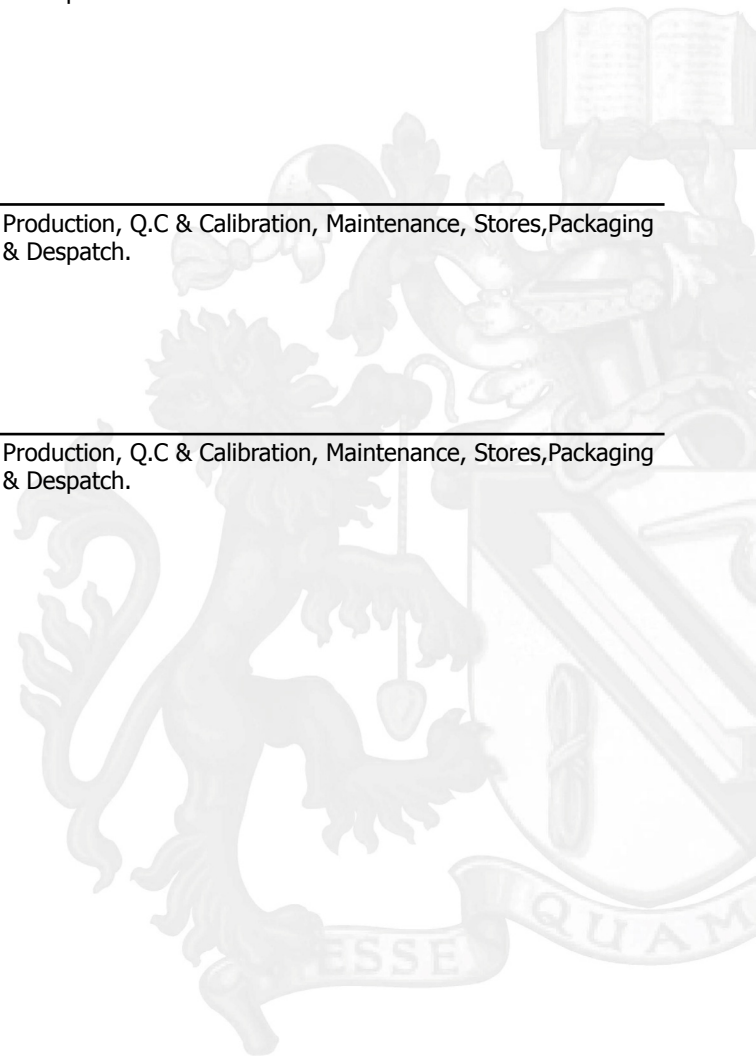 Production, Q.C & Calibration, Maintenance, Stores,Packaging
& Despatch.
Production, Q.C & Calibration, Maintenance, Stores,Packaging
& Despatch.
ESSE QUAM